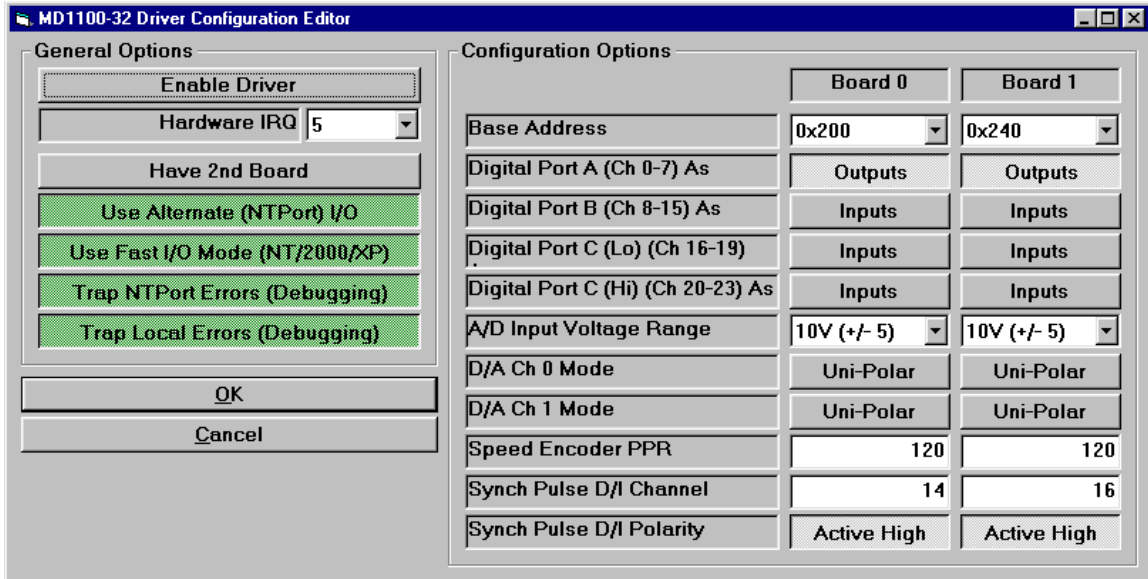 MD1100-32 Driver Configuration Editor
General Options
Enable Driver
Hardware IRQ 5
Have 2nd Board
Use Alternate (NTPort) I/O
Use Fast I/O Mode (NT/2000/XP)
Trap NTPort Errors (Debugging)
Trap Local Errors (Debugging)
OK
Cancel
Configuration Options
Board 0 Board 1
Base Address 0x200 0x240
Digital Port A (Ch 0-7) As Outputs Outputs
Digital Port B (Ch 8-15) As Inputs Inputs
Digital Port C (Lo) (Ch 16-19) Inputs Inputs
Digital Port C (Hi) (Ch 20-23) As Inputs Inputs
A/D Input Voltage Range 10V (+/- 5) 10V (+/- 5)
D/A Ch 0 Mode Uni-Polar Uni-Polar
D/A Ch 1 Mode Uni-Polar Uni-Polar
Speed Encoder PPR 120 120
Synch Pulse D/I Channel 14 16
Synch Pulse D/I Polarity Active High Active High